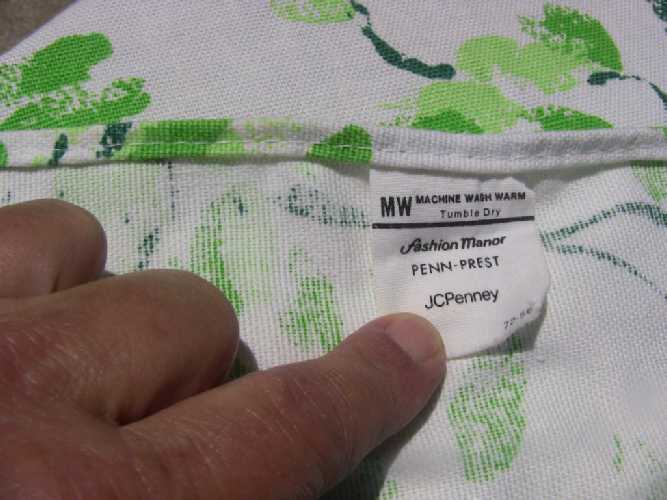 MW MACHINE WASH WARM
Tumble Dry
Fashion Manor
PENN-PREST
JCPenney